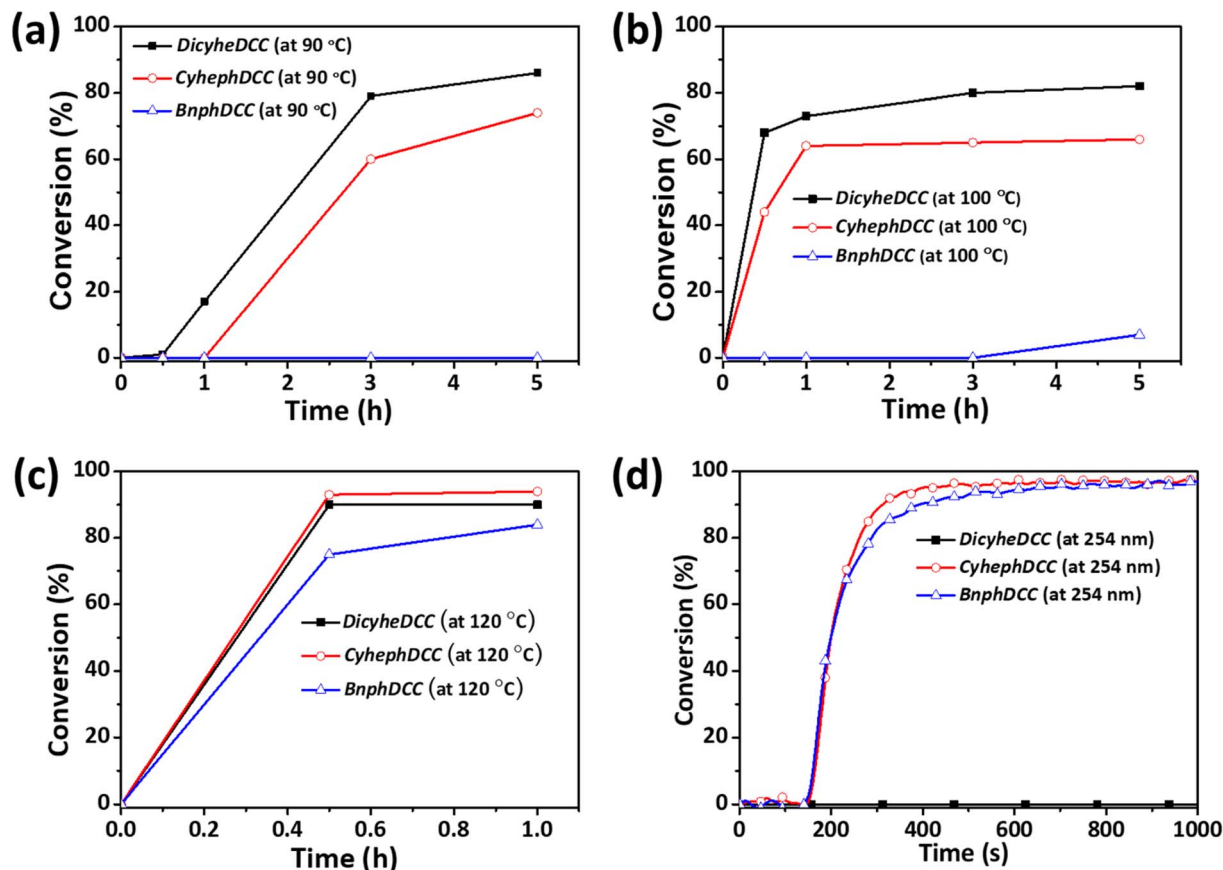 (a)
Conversion (%)
100
80
60
40
20
0
DicyheDCC (at 90 °C)
CyhephDCC (at 90 °C)
BnphDCC (at 90 °C)
0 1 2 3 4 5
Time (h)
(b)
Conversion (%)
100
80
60
40
20
0
DicyheDCC (at 100 °C)
CyhephDCC (at 100 °C)
BnphDCC (at 100 °C)
0 1 2 3 4 5
Time (h)
(c)
Conversion (%)
100
80
60
40
20
0
DicyheDCC (at 120 °C)
CyhephDCC (at 120 °C)
BnphDCC (at 120 °C)
0.0 0.2 0.4 0.6 0.8 1.0
Time (h)
(d)
Conversion (%)
100
80
60
40
20
0
DicyheDCC (at 254 nm)
CyhephDCC (at 254 nm)
BnphDCC (at 254 nm)
0 200 400 600 800 1000
Time (s)